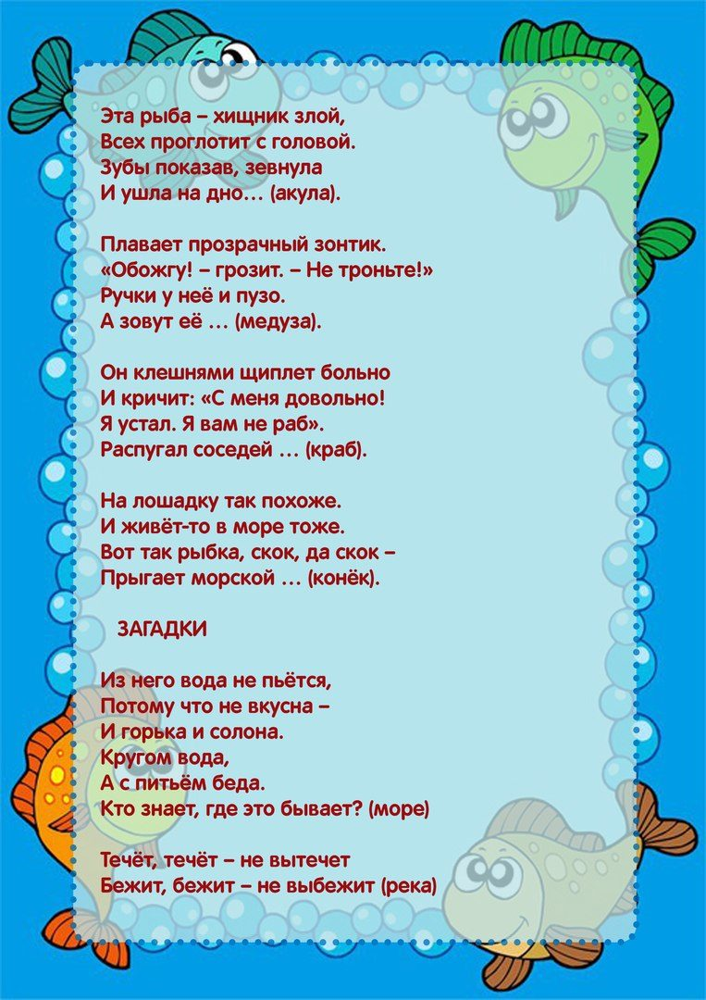 Эта рыба – хищник злой,
Всех проглотит с головой.
Зубы показав, зевнула
И ушла на дно... (акула).
Плавает прозрачный зонтик.
«Обожгу! – грозит. – Не троньте!»
Ручки у неё и пузо.
А зовут её ... (медуза).
Он клешнями щиплет больно
И кричит: «С меня довольно!
Я устал. Я вам не раб».
Распугал соседей ... (краб).
На лошадку так похоже.
И живёт-то в море тоже.
Вот так рыбка, скок, да скок –
Прыгает морской ... (конёк).
ЗАГАДКИ
Из него вода не пьётся,
Потому что не вкусна –
И горька и солона.
Кругом вода,
А с питьём беда.
Кто знает, где это бывает? (море)
Течёт, течёт – не вытечет
Бежит, бежит – не выбежит (река)